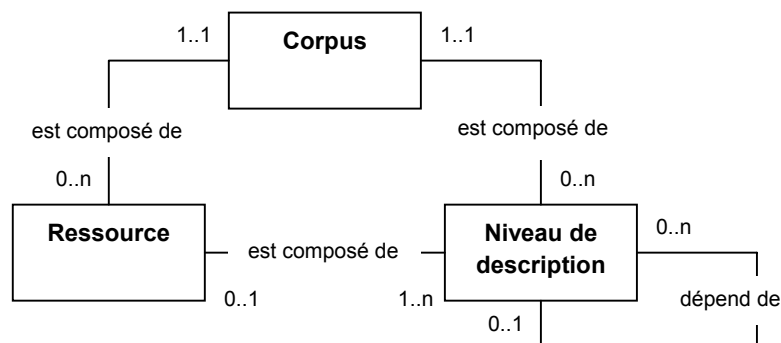 1..1
Corpus
1..1
est composé de
est composé de
0..n
0..n
Ressource
est composé de
Niveau de
description
0..n
0..1
1..n
0..1
dépend de